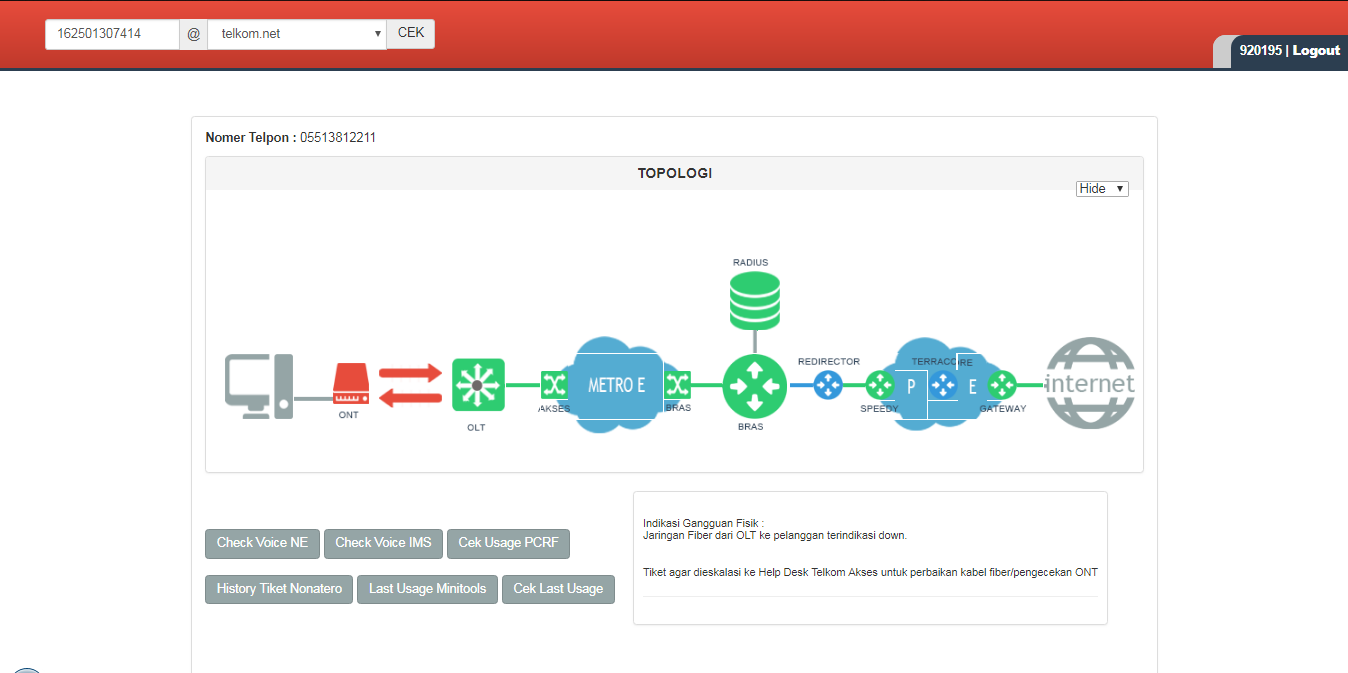 162501307414 @ telkom.net CEK
920195 | Logout
Nomer Telpon : 05513812211
TOPOLOGI
Hide
RADIUS
REDIRECTOR
TERRACORE
METRO E
P
E
internet
AKSES
BRAS
SPEEDY
GATEWAY
ONT
OLT
BRAS
Indikasi Gangguan Fisik :
Jaringan Fiber dari OLT ke pelanggan terindikasi down.
Check Voice NE Check Voice IMS Cek Usage PCRF
Tiket agar dieskalasi ke Help Desk Telkom Akses untuk perbaikan kabel fiber/pengecekan ONT
History Tiket Nonatero Last Usage Minitools Cek Last Usage